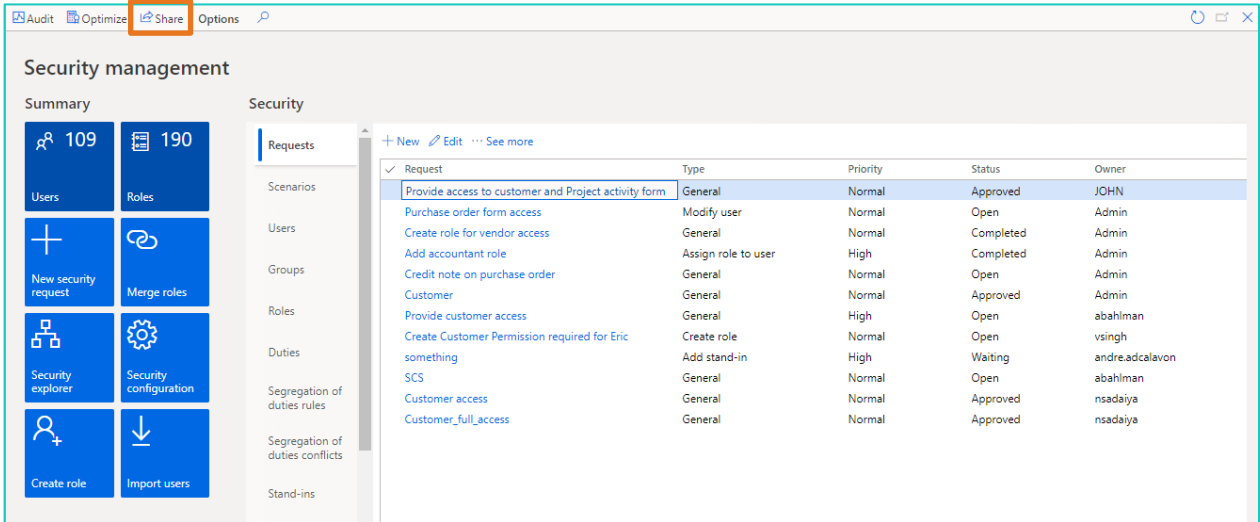 Audit Optimize Share Options
Security management
Summary
109
Users
190
Roles
New security
request
Merge roles
Security
explorer
Security
configuration
Create role
Import users
Security
Requests
Scenarios
Users
Groups
Roles
Duties
Segregation of
duties rules
Segregation of
duties conflicts
Stand-ins
New Edit ··· See more
Request Type Priority Status Owner
Provide access to customer and Project activity form General Normal Approved JOHN
Purchase order form access Modify user Normal Open Admin
Create role for vendor access General Normal Completed Admin
Add accountant role Assign role to user High Completed Admin
Credit note on purchase order General Normal Open Admin
Customer General Normal Approved Admin
Provide customer access General High Open abahlman
Create Customer Permission required for Eric Create role Normal Open vsingh
something Add stand-in High Waiting andre.adcalavon
SCS General Normal Open abahlman
Customer access General Normal Approved nsadaiya
Customer_full_access General Normal Approved nsadaiya